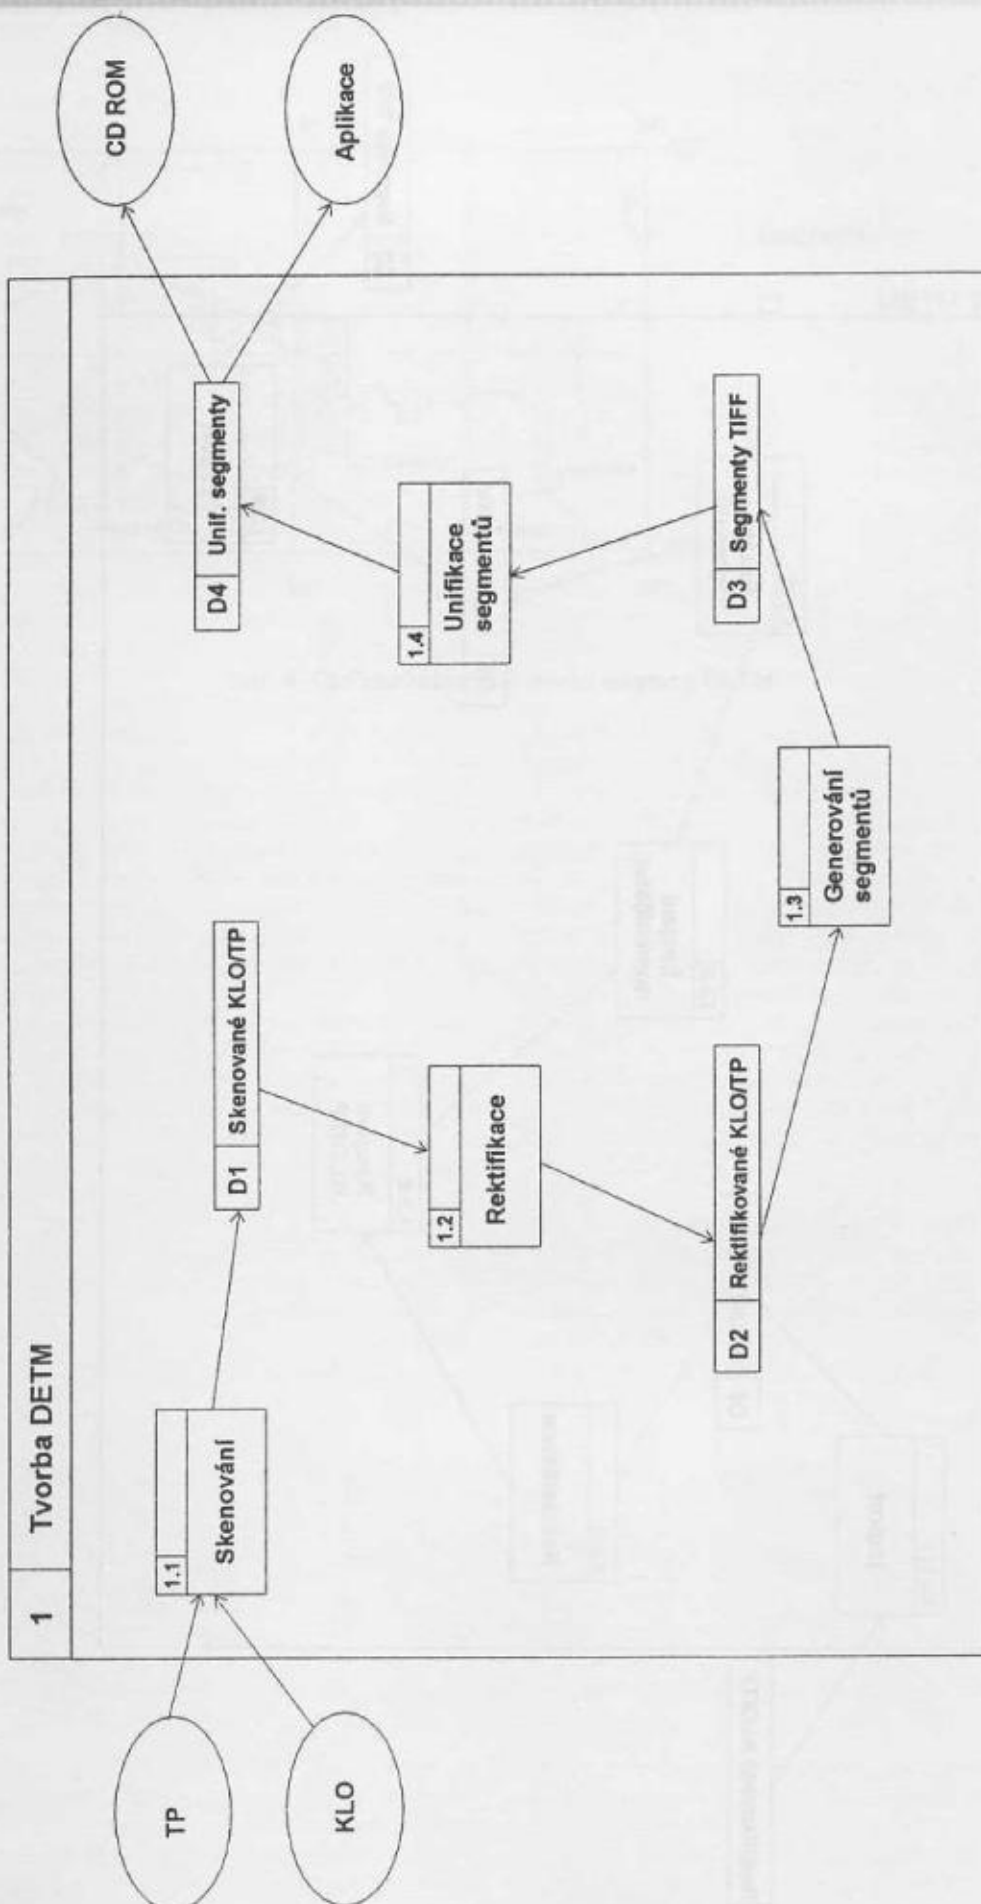 1 Tvorba DETM
TP
KLO
1.1
Skenování
D1 Skenované KLO/TP
1.2
Rektifikace
D2 Rektifikované KLO/TP
1.3
Generování
segmentů
D3 Segmenty TIFF
1.4
Unifikace
segmentů
D4 Unif. segmenty
CD ROM
Aplikace